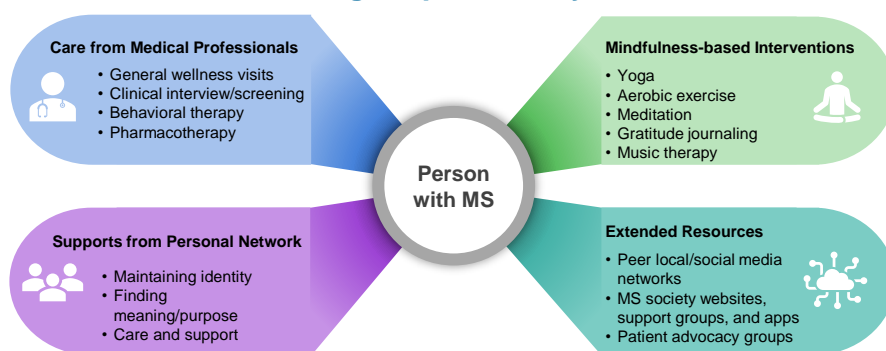 Care from Medical Professionals
• General wellness visits
• Clinical interview/screening
• Behavioral therapy
• Pharmacotherapy
Mindfulness-based Interventions
• Yoga
• Aerobic exercise
• Meditation
• Gratitude journaling
• Music therapy
Person
with MS
Supports from Personal Network
• Maintaining identity
• Finding
meaning/purpose
• Care and support
Extended Resources
• Peer local/social media
networks
• MS society websites,
support groups, and apps
• Patient advocacy groups